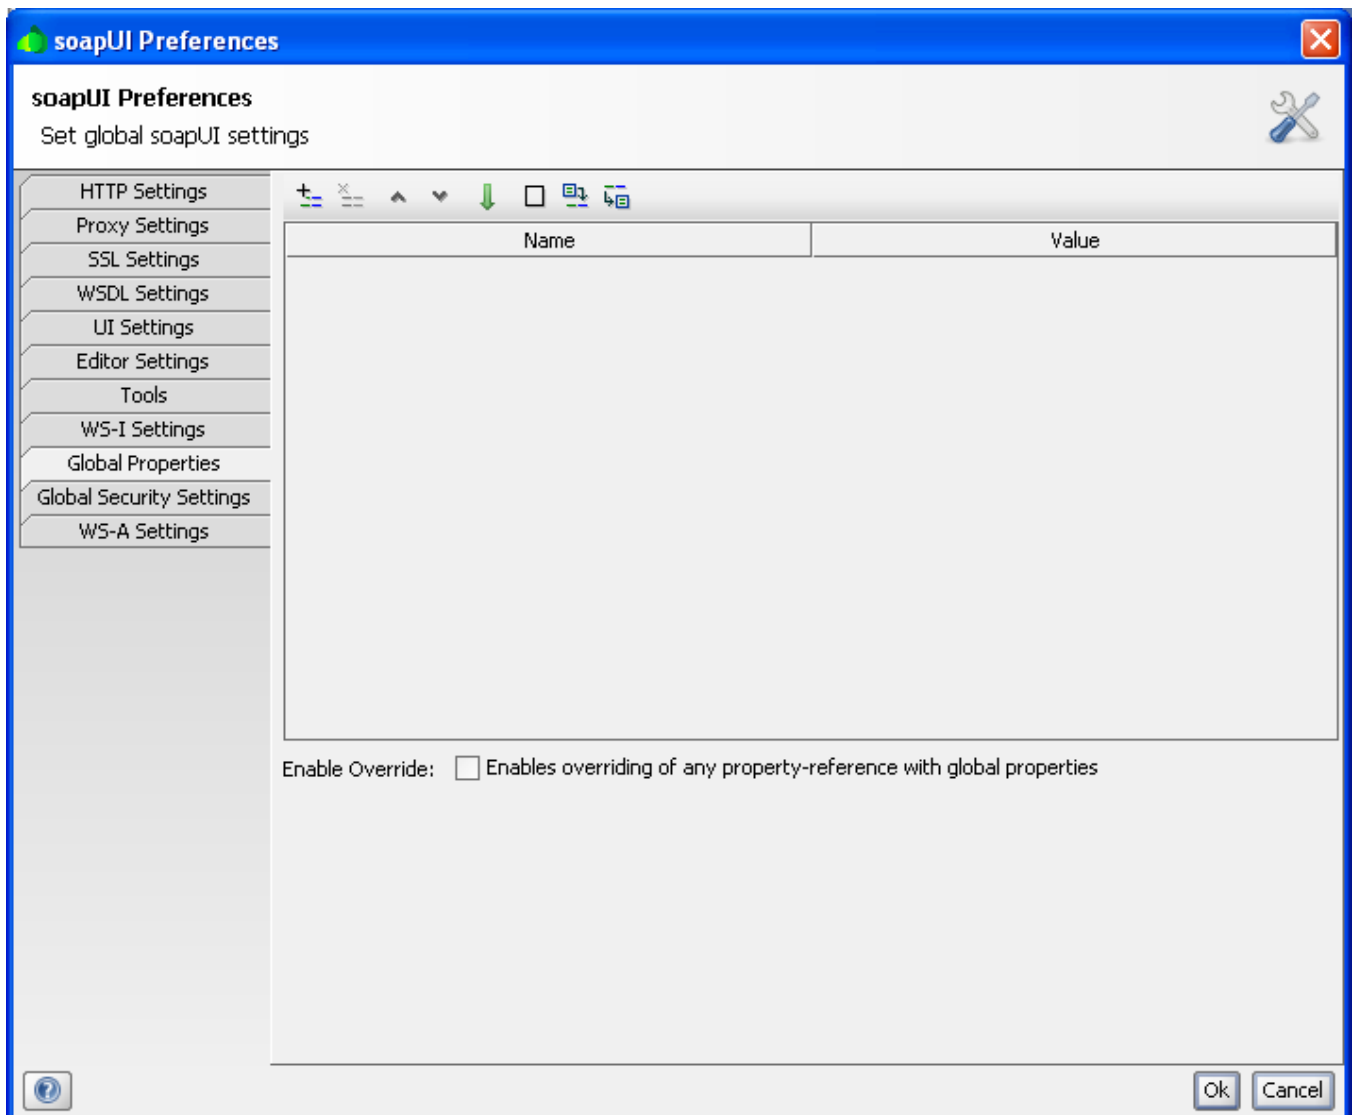 soapUI Preferences
soapUI Preferences
Set global soapUI settings
HTTP Settings
Proxy Settings
SSL Settings
WSDL Settings
UI Settings
Editor Settings
Tools
WS-I Settings
Global Properties
Global Security Settings
WS-A Settings
Name Value
Enable Override: Enables overriding of any property-reference with global properties
Ok Cancel